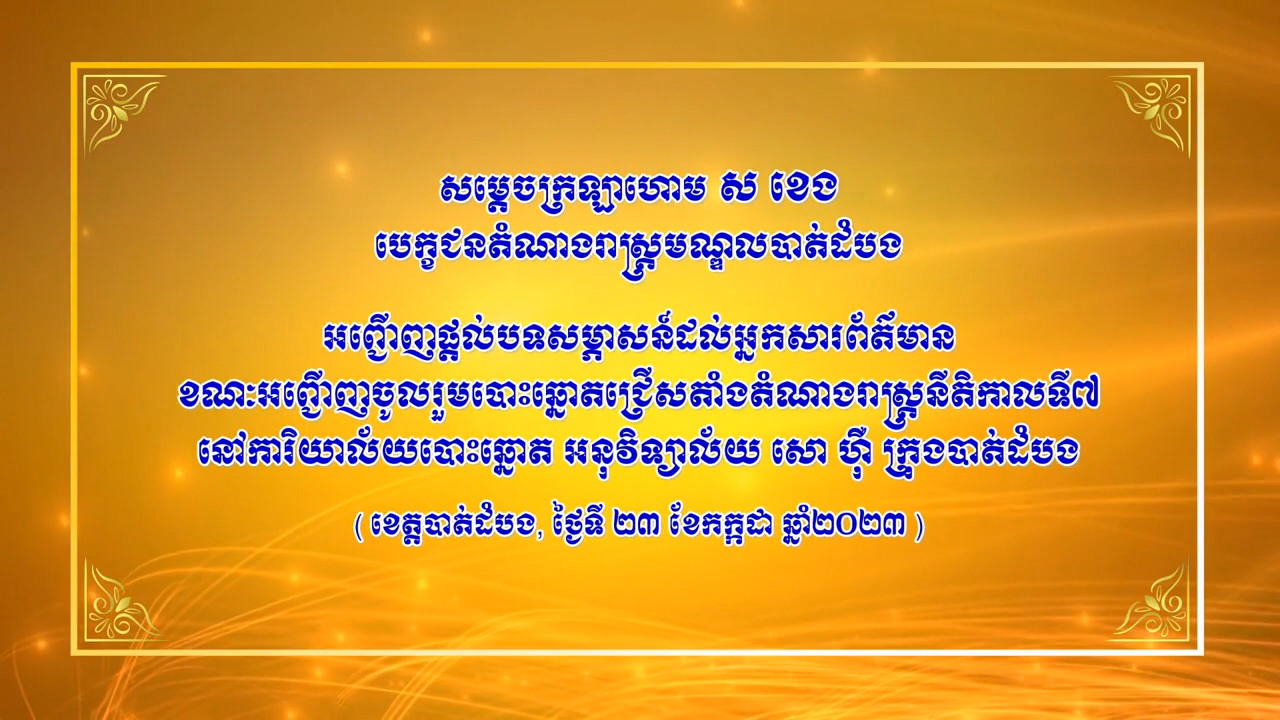 សម្តេចក្រឡាហោម ស ខេង
បេក្ខជនតំណាងរាស្ត្រមណ្ឌលបាត់ដំបង
អញ្ជើញផ្តល់បទសម្ភាសន៍ដល់អ្នកសារព័ត៌មាន
ខណៈអញ្ជើញចូលរួមបោះឆ្នោតជ្រើសតាំងតំណាងរាស្ត្រនីតិកាលទី៧
នៅការិយាល័យបោះឆ្នោត អនុវិទ្យាល័យ សោ ហ៊ឺ ក្រុងបាត់ដំបង
( ខេត្តបាត់ដំបង, ថ្ងៃទី ២៣ ខែកក្កដា ឆ្នាំ២០២៣ )